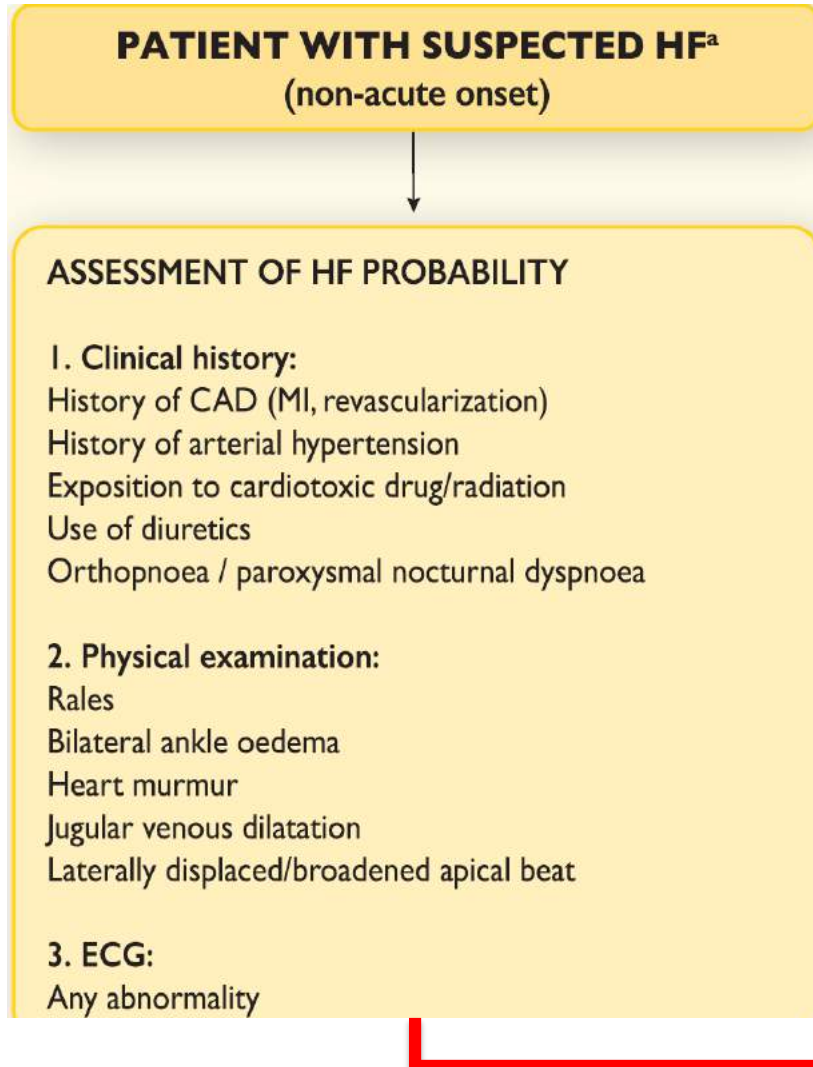 PATIENT WITH SUSPECTED HFᵃ
(non-acute onset)
ASSESSMENT OF HF PROBABILITY
1. Clinical history:
History of CAD (MI, revascularization)
History of arterial hypertension
Exposition to cardiotoxic drug/radiation
Use of diuretics
Orthopnoea / paroxysmal nocturnal dyspnoea
2. Physical examination:
Rales
Bilateral ankle oedema
Heart murmur
Jugular venous dilatation
Laterally displaced/broadened apical beat
3. ECG:
Any abnormality